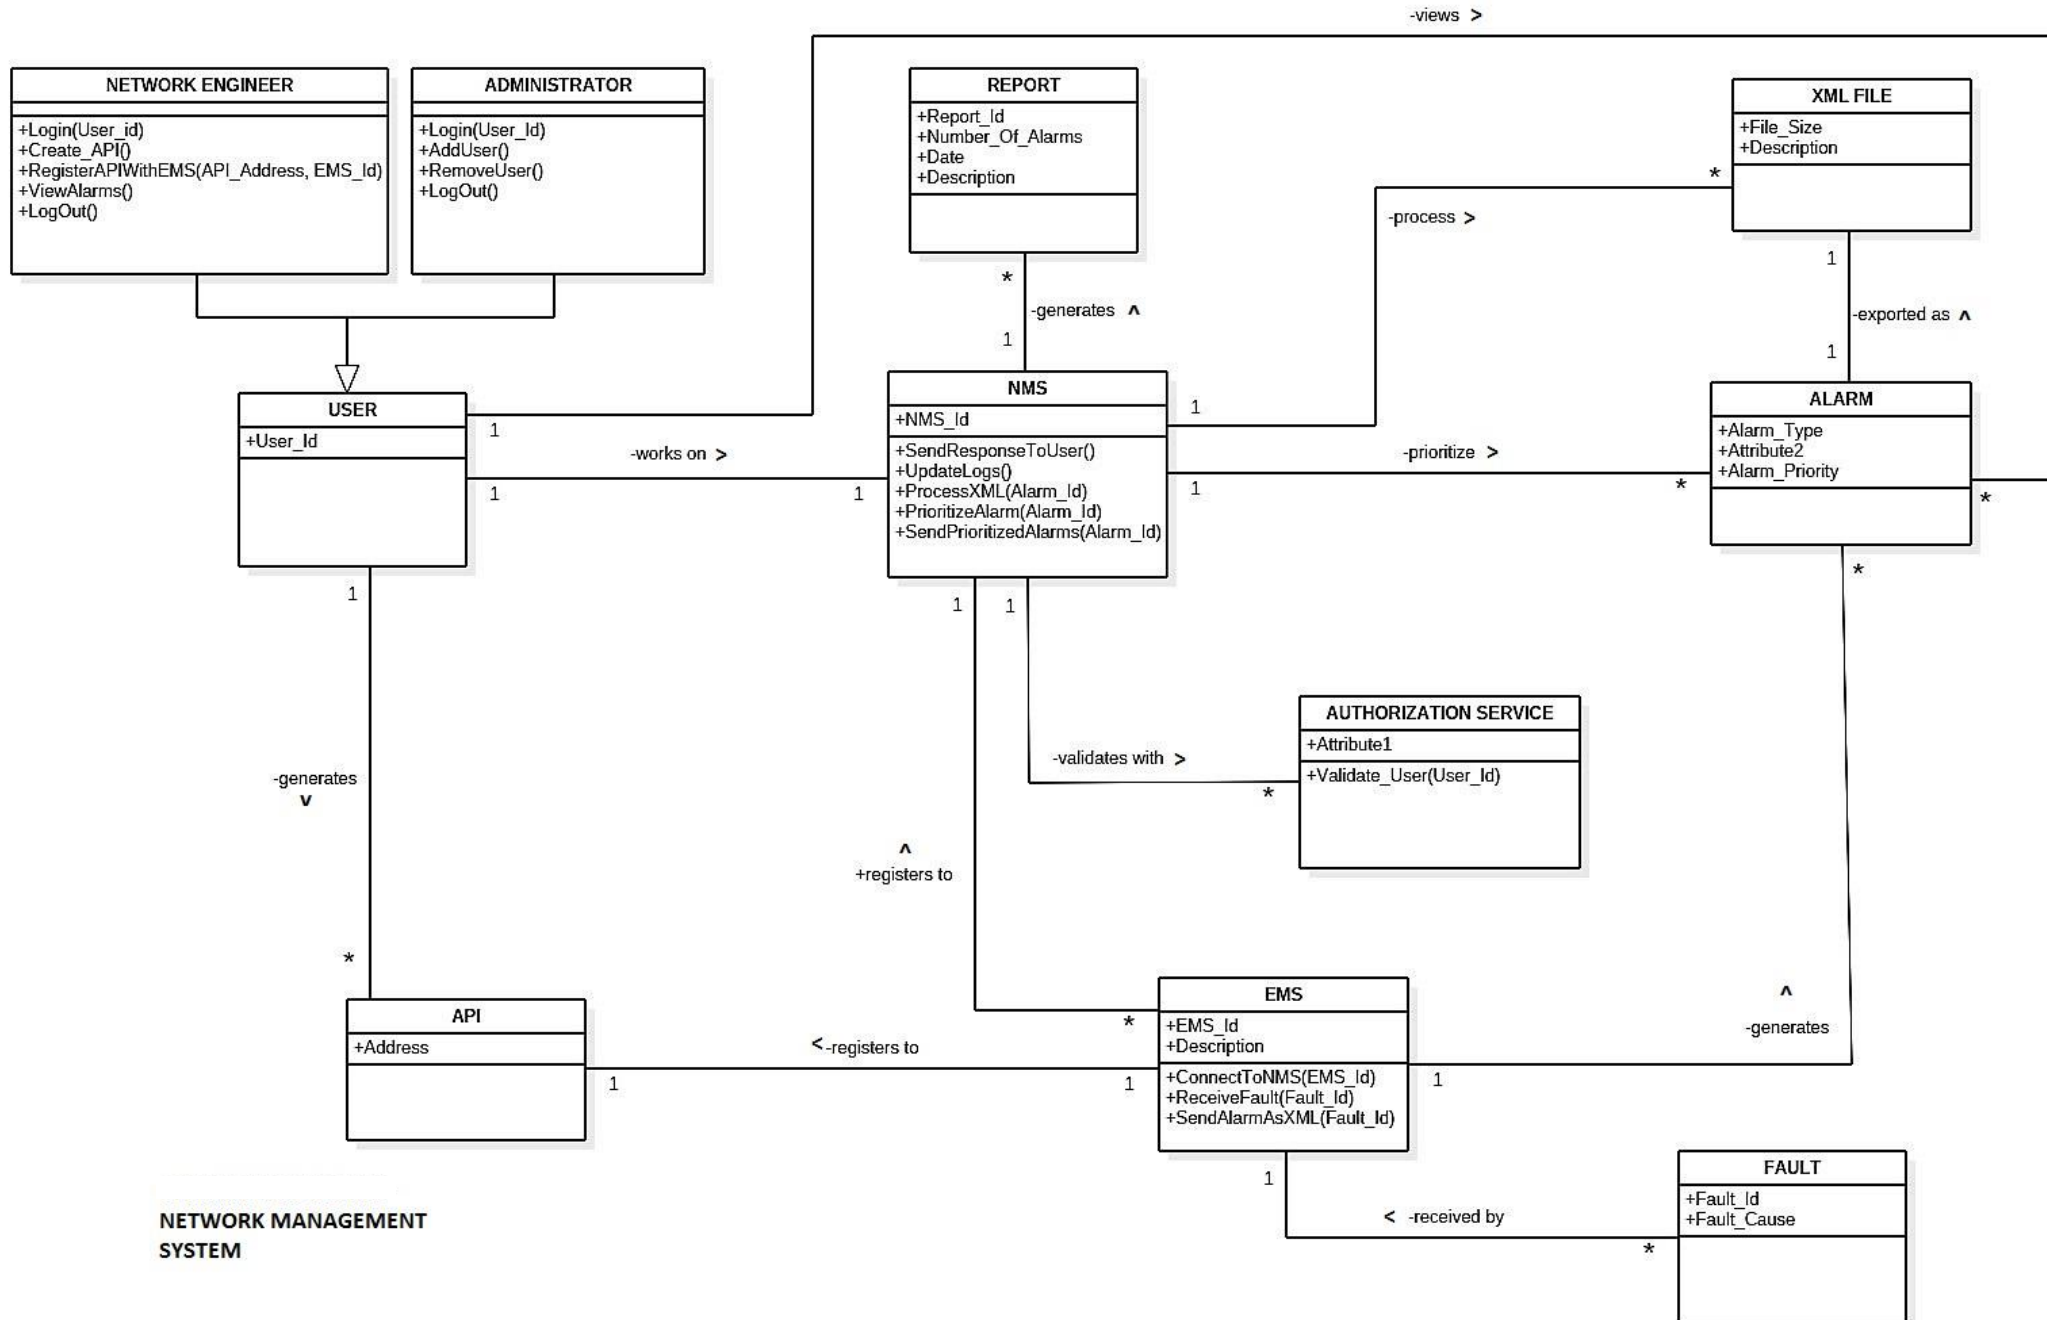 -views >
NETWORK ENGINEER
+Login(User_id)
+Create_API()
+RegisterAPIWithEMS(API_Address, EMS_Id)
+ViewAlarms()
+LogOut()
ADMINISTRATOR
+Login(User_Id)
+AddUser()
+RemoveUser()
+LogOut()
REPORT
+Report_Id
+Number_Of_Alarms
+Date
+Description
XML FILE
+File_Size
+Description
*
-process >
*
-generates ^
1
1
-exported as ^
1
USER
+User_Id
1
-works on >
1
1
NMS
+NMS_Id
+SendResponseToUser()
+UpdateLogs()
+ProcessXML(Alarm_Id)
+PrioritizeAlarm(Alarm_Id)
+SendPrioritizedAlarms(Alarm_Id)
1
-prioritize >
1
*
ALARM
+Alarm_Type
+Attribute2
+Alarm_Priority
*
*
1
1
1
AUTHORIZATION SERVICE
+Attribute1
+Validate_User(User_Id)
-validates with >
*
-generates
v
^
+registers to
*
API
+Address
EMS
+EMS_Id
+Description
+ConnectToNMS(EMS_Id)
+ReceiveFault(Fault_Id)
+SendAlarmAsXML(Fault_Id)
*
< -registers to
1
1
1
^
-generates
1
< -received by
*
FAULT
+Fault_Id
+Fault_Cause
NETWORK MANAGEMENT
SYSTEM